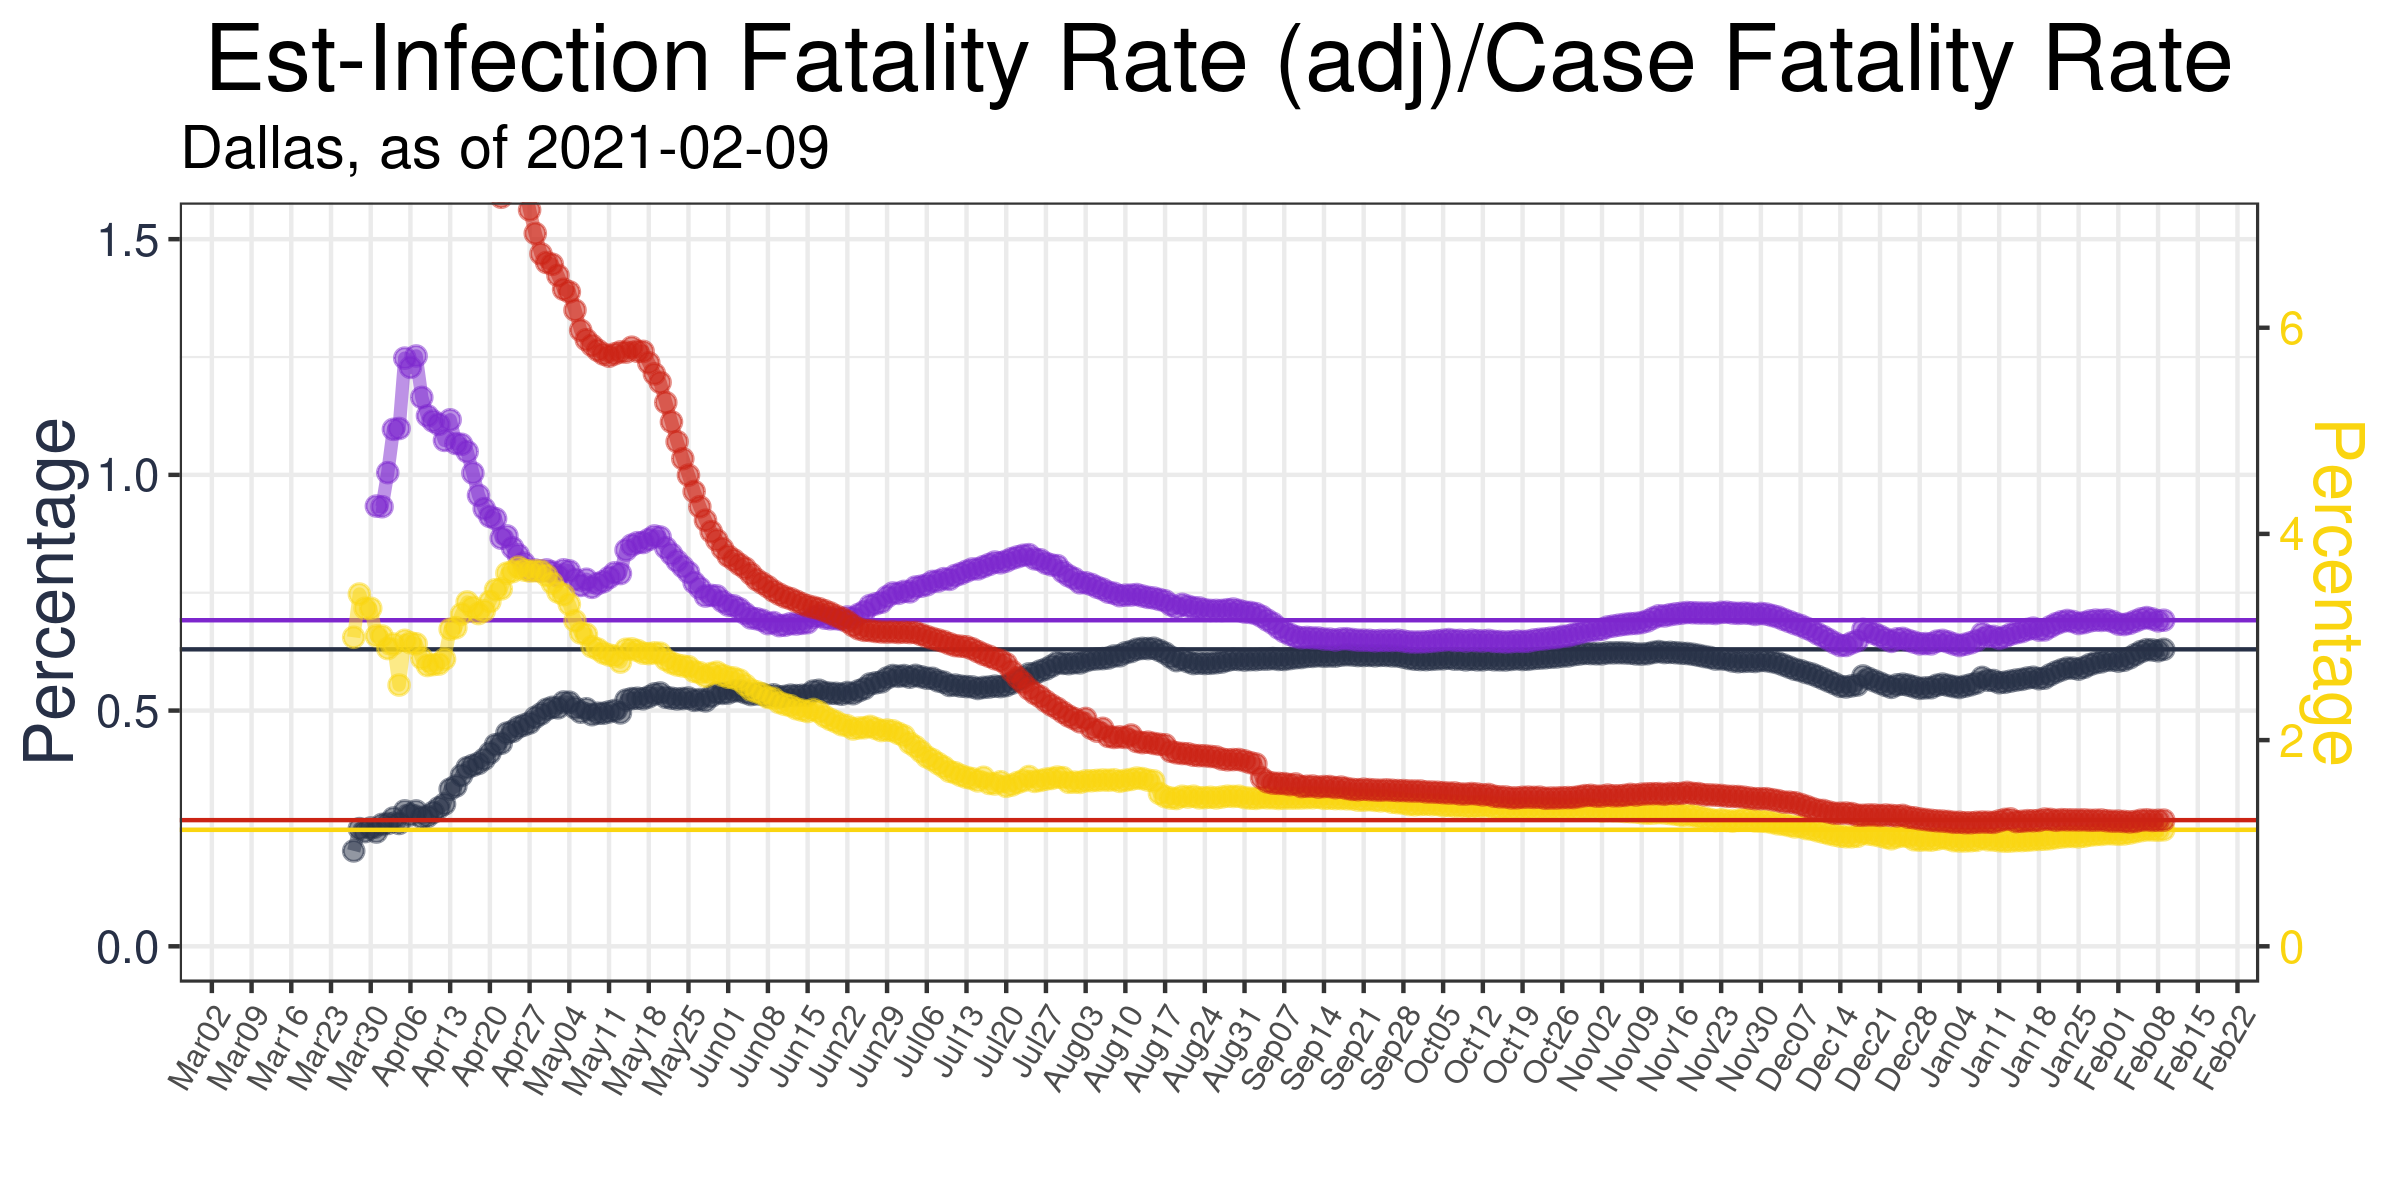 Est-Infection Fatality Rate (adj)/Case Fatality Rate
Dallas, as of 2021-02-09
Percentage
1.5
1.0
0.5
0.0
6
4
2
0
Percentage
Mar02
Mar09
Mar16
Mar23
Mar30
Apr06
Apr13
Apr20
Apr27
May04
May11
May18
May25
Jun01
Jun08
Jun15
Jun22
Jun29
Jul06
Jul13
Jul20
Jul27
Aug03
Aug10
Aug17
Aug24
Aug31
Sep07
Sep14
Sep21
Sep28
Oct05
Oct12
Oct19
Oct26
Nov02
Nov09
Nov16
Nov23
Nov30
Dec07
Dec14
Dec21
Dec28
Jan04
Jan11
Jan18
Jan25
Feb01
Feb08
Feb15
Feb22